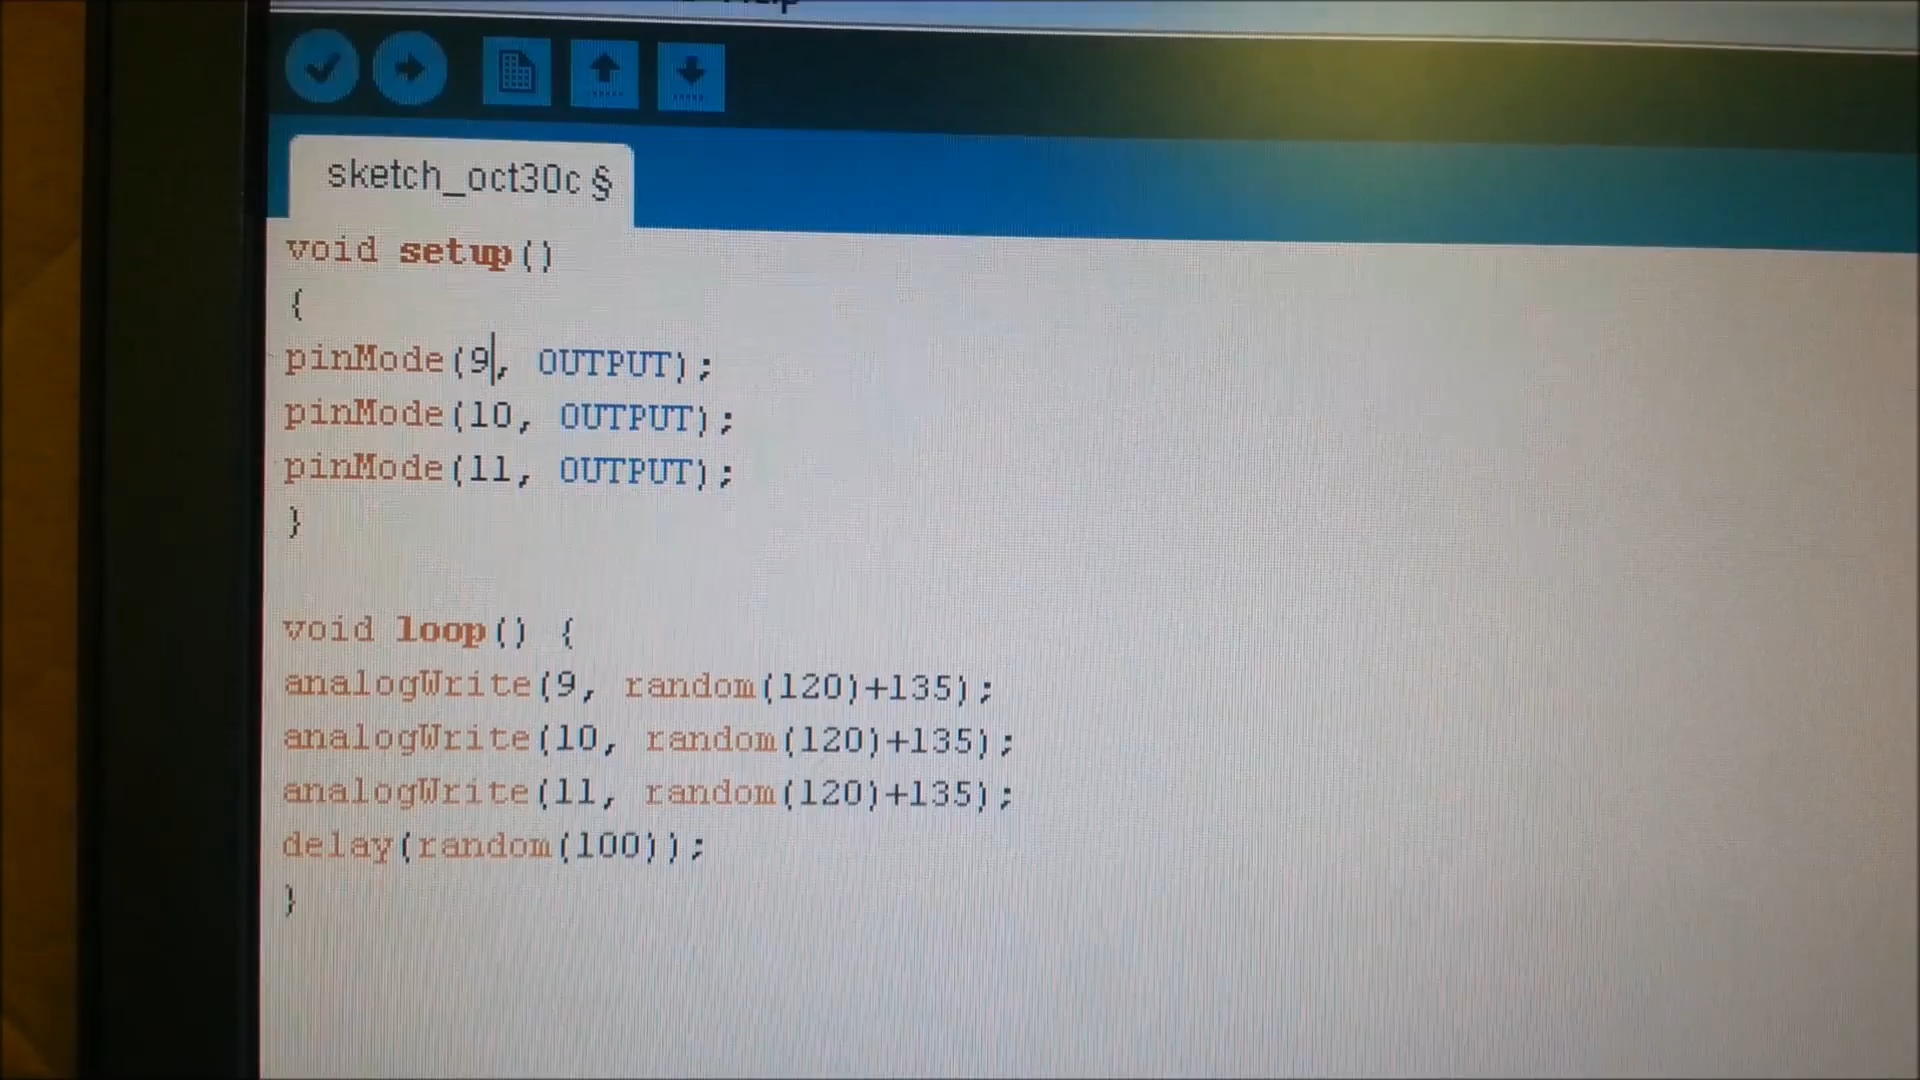 sketch_oct30c §
void setup()
{
pinMode(9, OUTPUT);
pinMode(10, OUTPUT);
pinMode(11, OUTPUT);
}
void loop() {
analogWrite(9, random(120)+135);
analogWrite(10, random(120)+135);
analogWrite(11, random(120)+135);
delay(random(100));
}